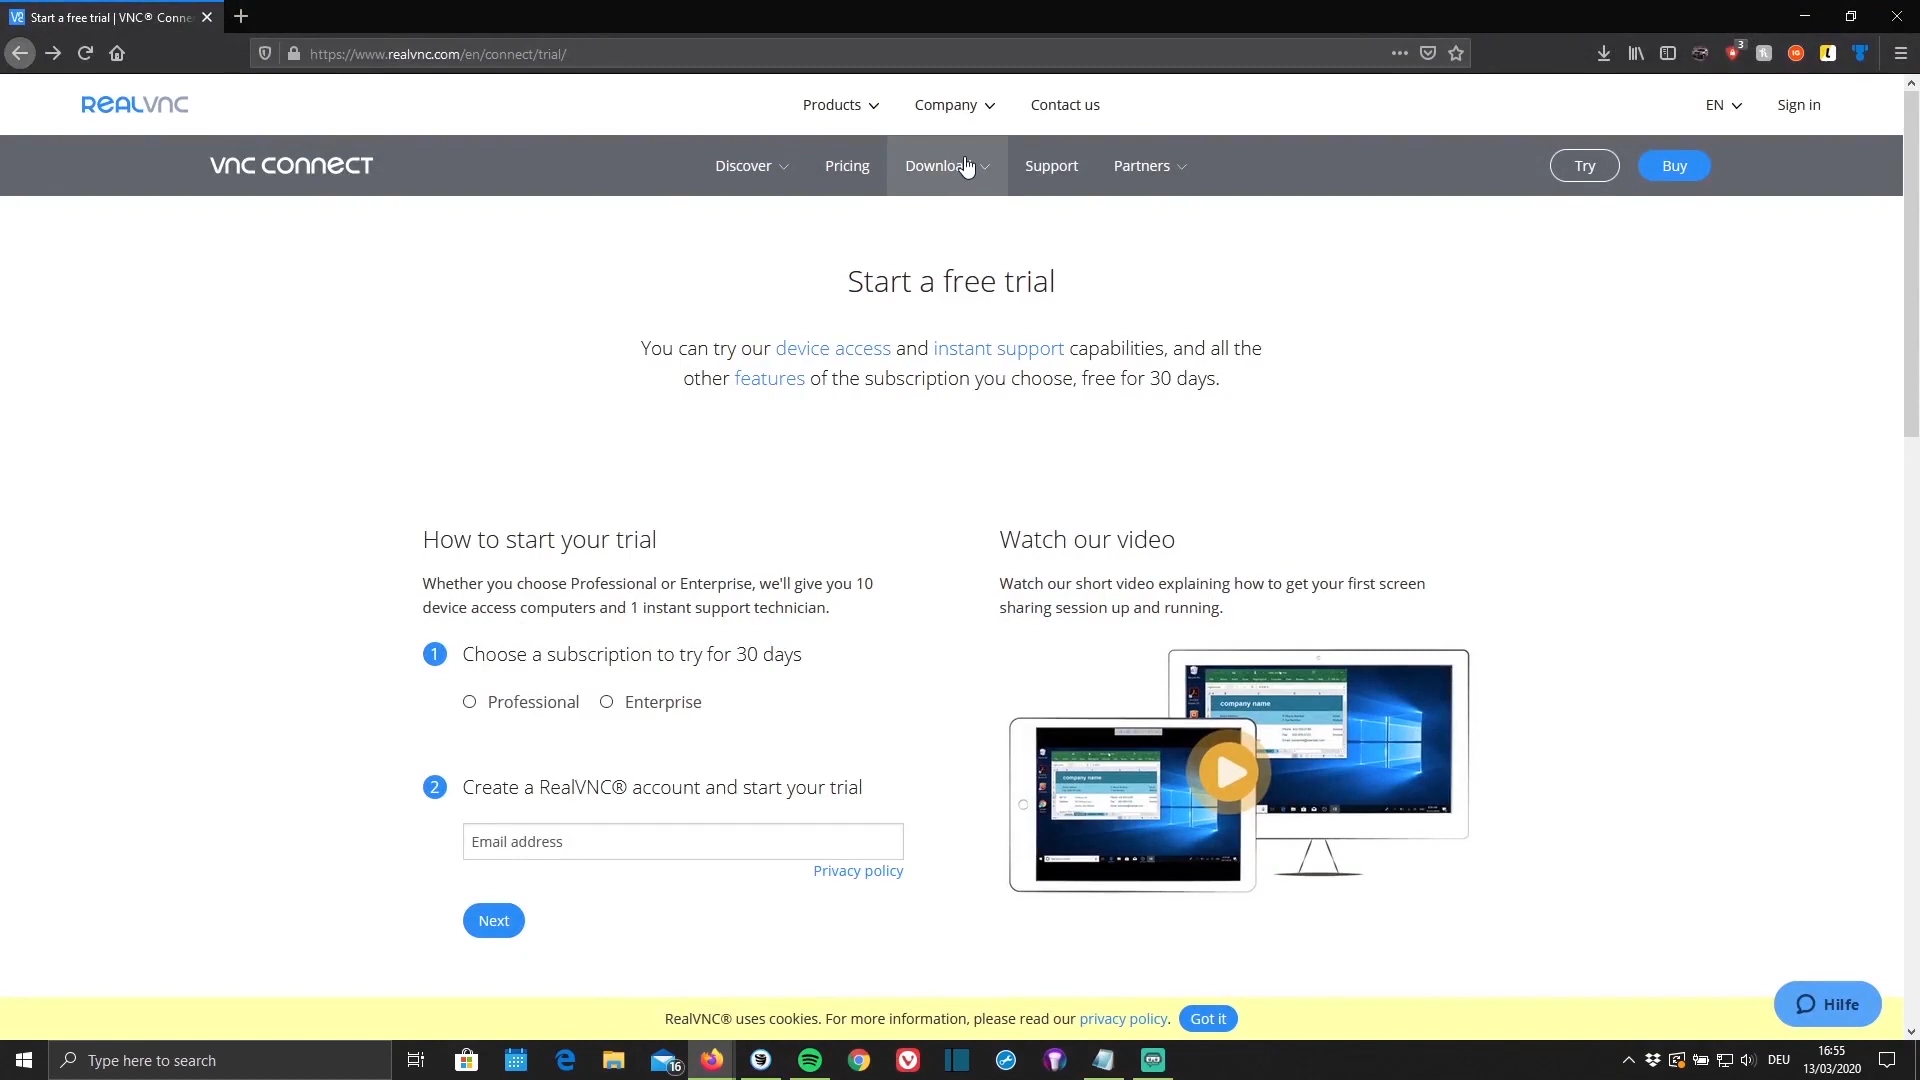 Start a free trial | VNC® Conne
https://www.realvnc.com/en/connect/trial/
3
REALVNC
Products
Company
Contact us
EN
Sign in
VNC CONNECT
Discover
Pricing
Support
Partners
Try
Buy
Start a free trial
You can try our device access and instant support capabilities, and all the
other features of the subscription you choose, free for 30 days.
How to start your trial
Whether you choose Professional or Enterprise, we'll give you 10
device access computers and 1 instant support technician.
1 Choose a subscription to try for 30 days
Professional
Enterprise
2 Create a RealVNC® account and start your trial
Email address
Privacy policy
Next
Watch our video
Watch our short video explaining how to get your first screen
sharing session up and running.
company name
company name
Hilfe
RealVNC® uses cookies. For more information, please read our privacy policy.
Got it
Type here to search
16
DEU
16:55
13/03/2020